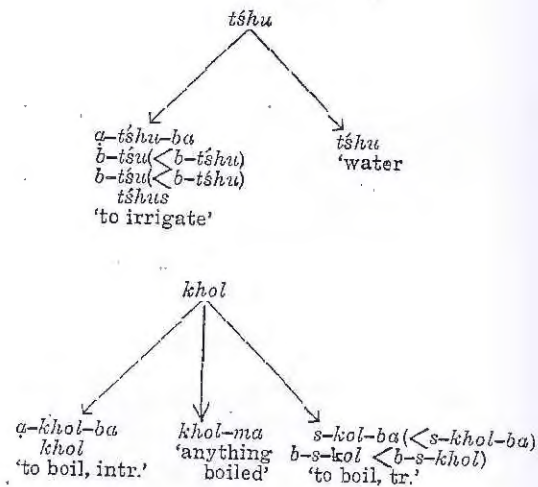 tśhu
ạ-tśhu-ba
b-tśu(<b-tśhu)
b-tśu(<b-tśhu)
tśhus
‘to irrigate’
tśhu
‘water
khol
ạ-khol-ba
khol
‘to boil, intr.’
khol-ma
‘anything
boiled’
s-kol-ba(<s-khol-ba)
b-s-kol <b-s-khol)
‘to boil, tr.’